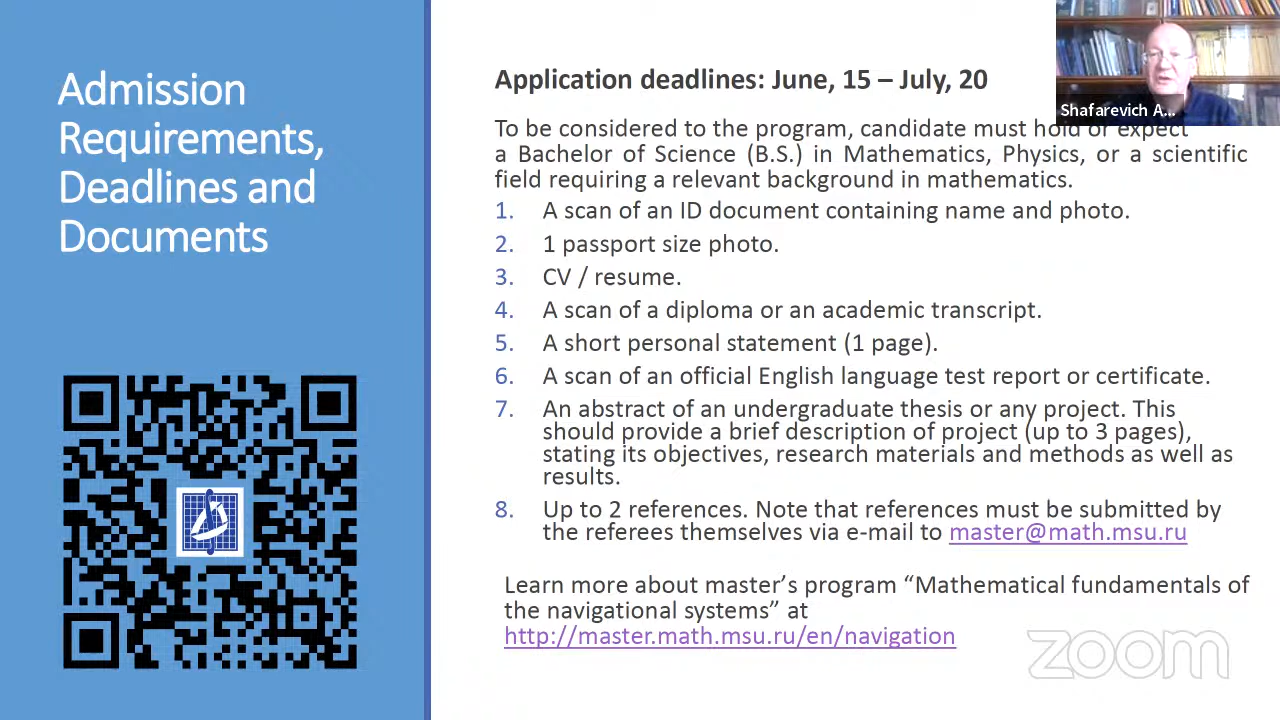 Admission
Requirements,
Deadlines and
Documents
Application deadlines: June, 15 – July, 20
Shafarevich A...
To be considered to the program, candidate must hold or expect
a Bachelor of Science (B.S.) in Mathematics, Physics, or a scientific
field requiring a relevant background in mathematics.
1. A scan of an ID document containing name and photo.
2. 1 passport size photo.
3. CV / resume.
4. A scan of a diploma or an academic transcript.
5. A short personal statement (1 page).
6. A scan of an official English language test report or certificate.
7. An abstract of an undergraduate thesis or any project. This
should provide a brief description of project (up to 3 pages),
stating its objectives, research materials and methods as well as
results.
8. Up to 2 references. Note that references must be submitted by
the referees themselves via e-mail to master@math.msu.ru
Learn more about master’s program “Mathematical fundamentals of
the navigational systems” at
http://master.math.msu.ru/en/navigation
zoom